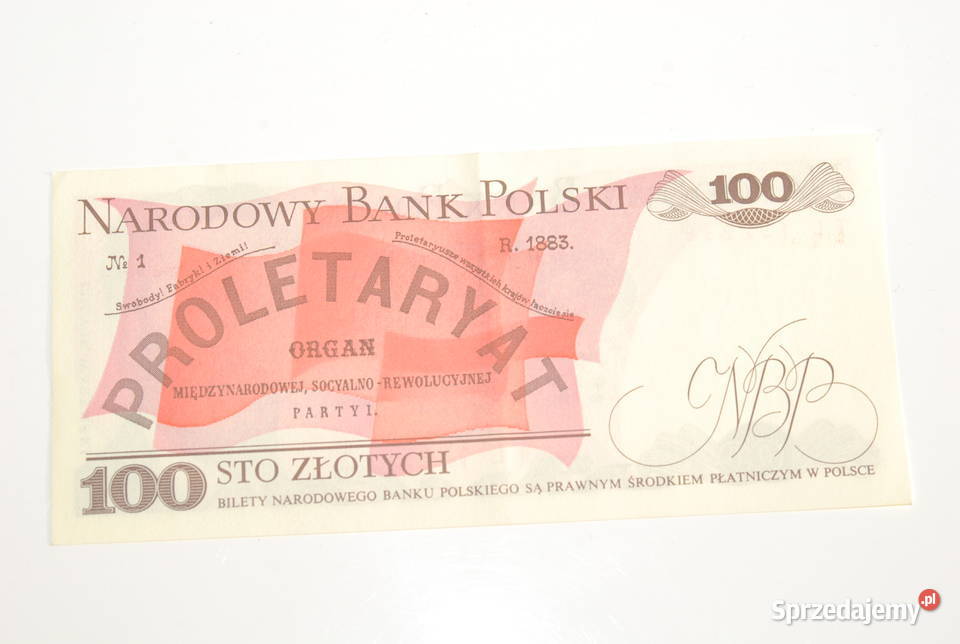 NARODOWY BANK POLSKI
100
№ 1
R. 1883.
Swobody! Fabryk! i Ziemi!
Proletaryusze wszystkich krajów łączcie się
PROLETARYAT
ORGAN
MIĘDZYNARODOWEJ, SOCYALNO-REWOLUCYJNEJ
PARTYI.
NBP
100 STO ZŁOTYCH
BILETY NARODOWEGO BANKU POLSKIEGO SĄ PRAWNYM ŚRODKIEM PŁATNICZYM W POLSCE
Sprzedajemy.pl